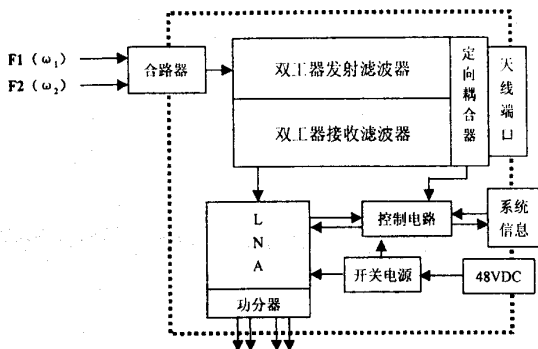 F1（ω₁）
F2（ω₂）
合路器
双工器发射滤波器
双工器接收滤波器
定向耦合器
天线端口
LNA
功分器
控制电路
系统信息
开关电源
48VDC